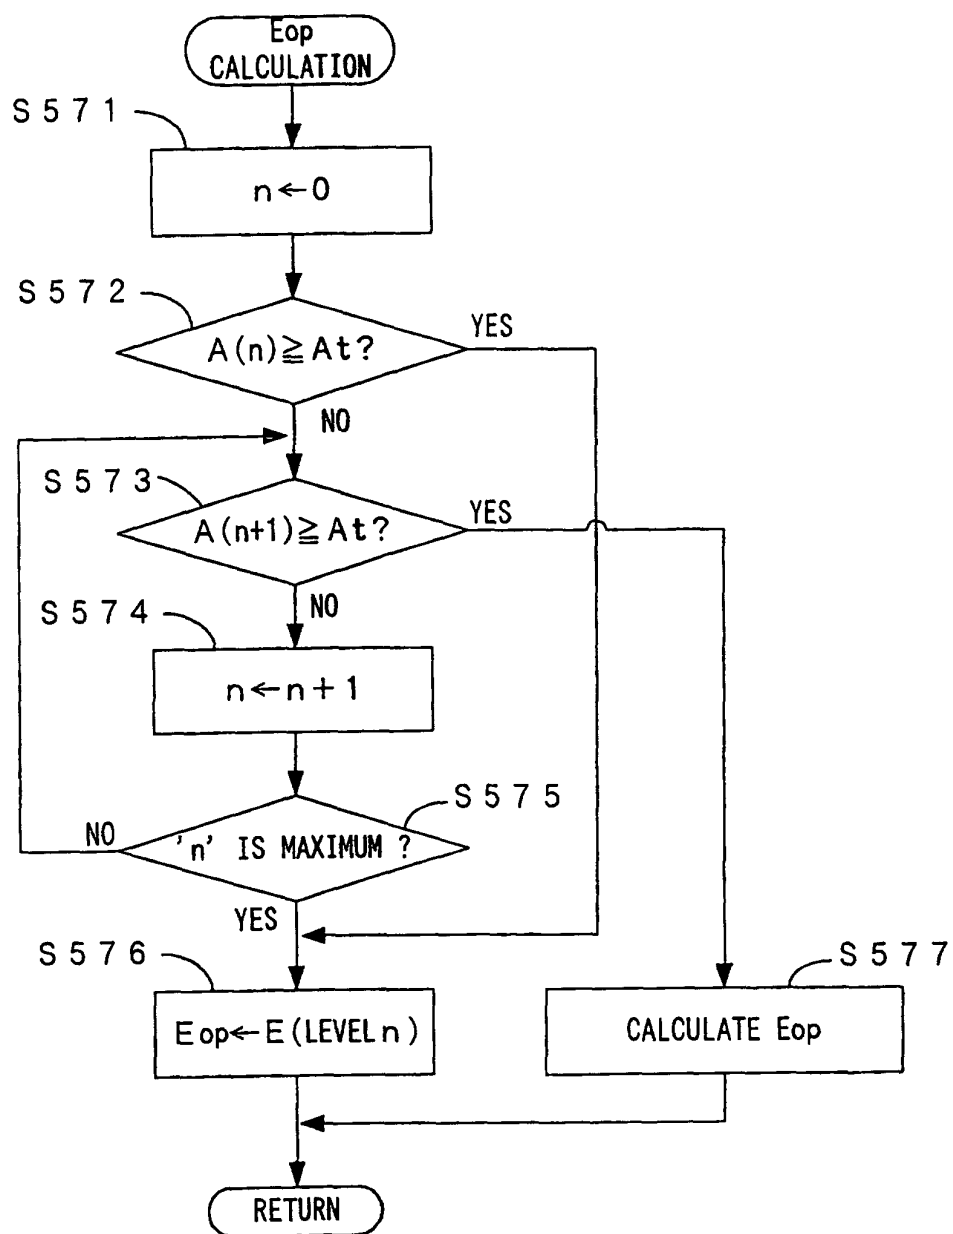 Eop
CALCULATION
S571
n←0
S572
A(n)≧At?
YES
NO
S573
A(n+1)≧At?
YES
NO
S574
n←n+1
S575
'n' IS MAXIMUM ?
NO
YES
S576
Eop←E(LEVELn)
S577
CALCULATE Eop
RETURN